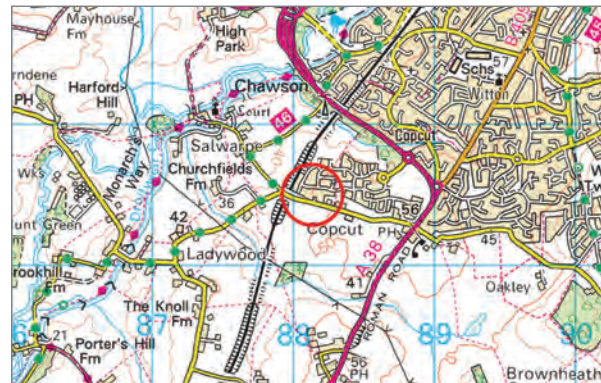 Mayhouse
Fm
High
Park
B409
Schs
57
Witton
Chawson
Harford
Hill
PH
Court
46
Salwarpe
Copcut
Monarch's
Way
Churchfields
Fm
36
Wks
42
56
PH
Copcut
45
Ladywood
A 38
ROMAN
ROAD
41
Oakley
The Knoll
Fm
87
88
89
90
21
Porter's Hill
Fm
56
PH
Brownheath